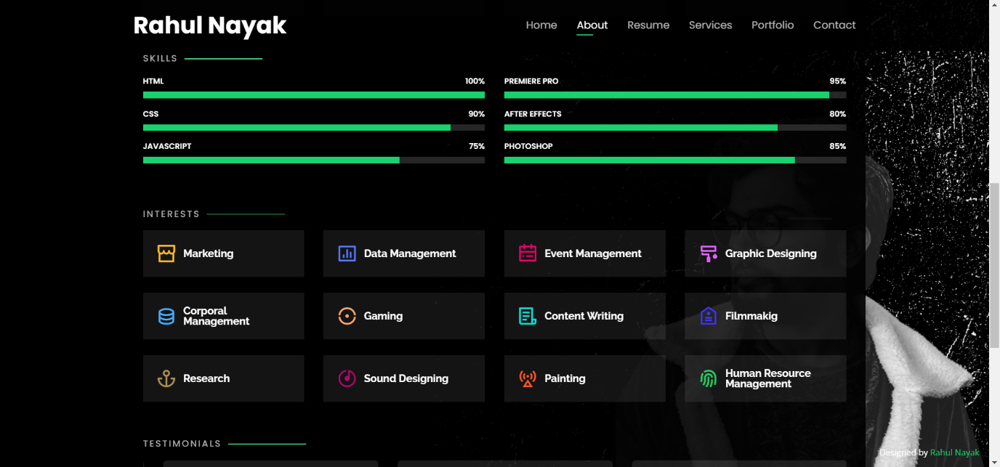 Rahul Nayak
Home About Resume Services Portfolio Contact
SKILLS
HTML 100%
PREMIERE PRO 95%
CSS 90%
AFTER EFFECTS 80%
JAVASCRIPT 75%
PHOTOSHOP 85%
INTERESTS
Marketing
Data Management
Event Management
Graphic Designing
Corporal
Management
Gaming
Content Writing
Filmmakig
Research
Sound Designing
Painting
Human Resource
Management
TESTIMONIALS
Designed by Rahul Nayak